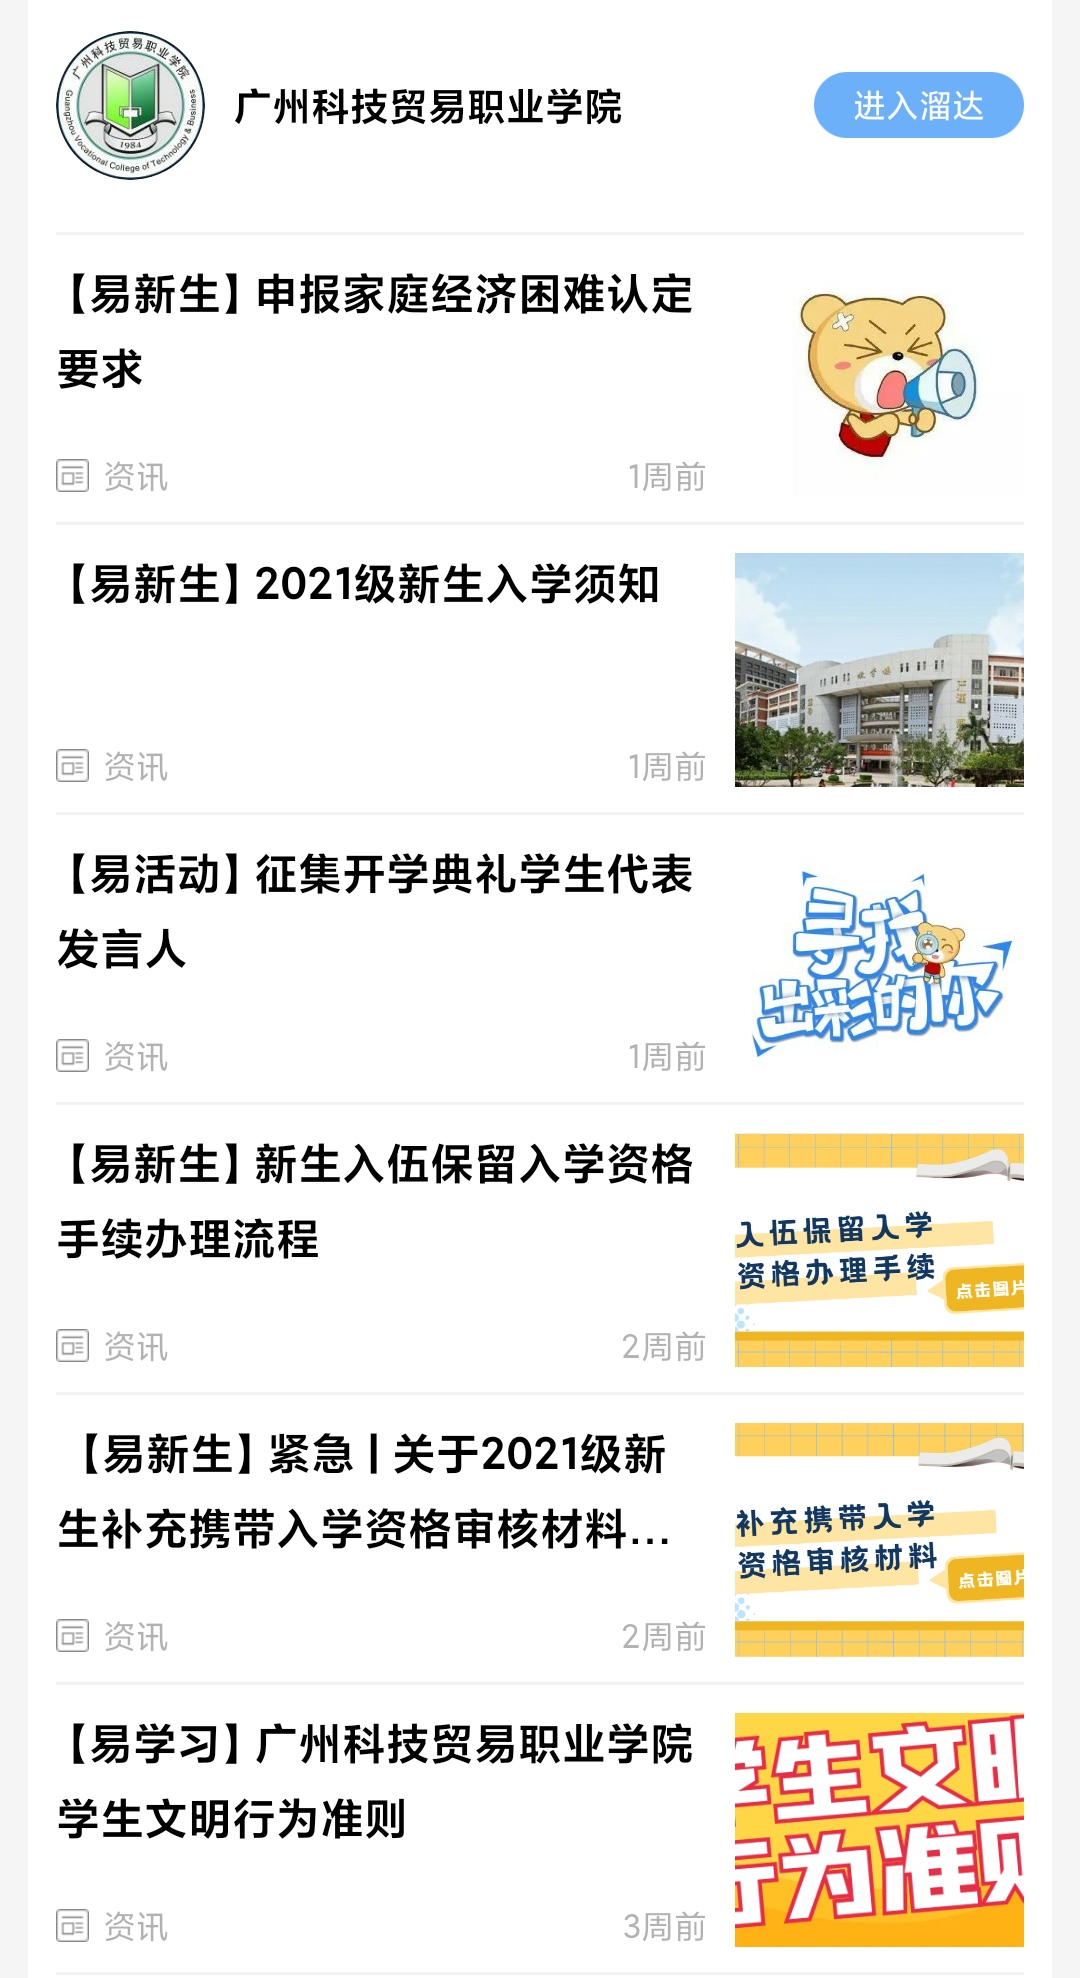 广州科技贸易职业学院
Guangzhou Vocational College of Technology & Business
1984
广州科技贸易职业学院
进入溜达
【易新生】申报家庭经济困难认定
要求
资讯
1周前
【易新生】2021级新生入学须知
资讯
1周前
【易活动】征集开学典礼学生代表
发言人
资讯
1周前
寻找
出彩的你
【易新生】新生入伍保留入学资格
手续办理流程
资讯
2周前
入伍保留入学
资格办理手续
点击图片
【易新生】紧急 | 关于2021级新
生补充携带入学资格审核材料...
资讯
2周前
补充携带入学
资格审核材料
点击图片
【易学习】广州科技贸易职业学院
学生文明行为准则
资讯
3周前
学生文明
行为准则